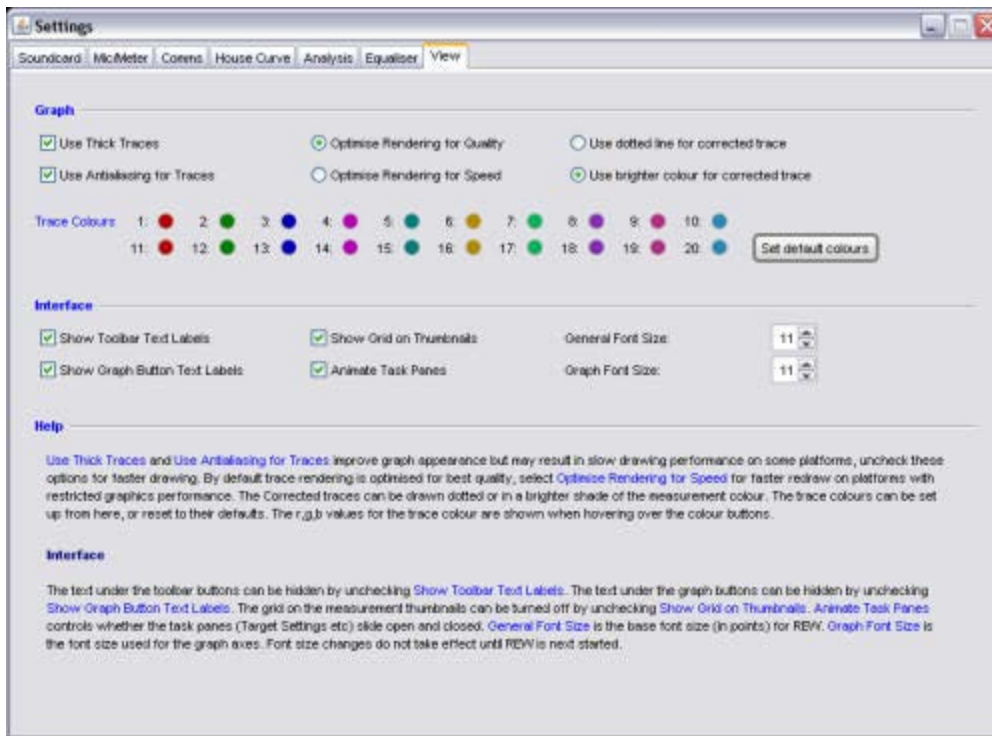 Settings
Soundcard Mic/Meter Comms House Curve Analysis Equaliser View
Graph
Use Thick Traces Optimise Rendering for Quality Use dotted line for corrected trace
Use Antialiasing for Traces Optimise Rendering for Speed Use brighter colour for corrected trace
Trace Colours 1: 2: 3: 4: 5: 6: 7: 8: 9: 10:
11: 12: 13: 14: 15: 16: 17: 18: 19: 20: Set default colours
Interface
Show Toolbar Text Labels Show Grid on Thumbnails General Font Size: 11
Show Graph Button Text Labels Animate Task Panes Graph Font Size: 11
Help
Use Thick Traces and Use Antialiasing for Traces improve graph appearance but may result in slow drawing performance on some platforms, uncheck these
options for faster drawing. By default trace rendering is optimised for best quality, select Optimise Rendering for Speed for faster redraw on platforms with
restricted graphics performance. The Corrected traces can be drawn dotted or in a brighter shade of the measurement colour. The trace colours can be set
up from here, or reset to their defaults. The r,g,b values for the trace colour are shown when hovering over the colour buttons.
Interface
The text under the toolbar buttons can be hidden by unchecking Show Toolbar Text Labels. The text under the graph buttons can be hidden by unchecking
Show Graph Button Text Labels. The grid on the measurement thumbnails can be turned off by unchecking Show Grid on Thumbnails. Animate Task Panes
controls whether the task panes (Target Settings etc) slide open and closed. General Font Size is the base font size (in points) for REW. Graph Font Size is
the font size used for the graph axes. Font size changes do not take effect until REW is next started.